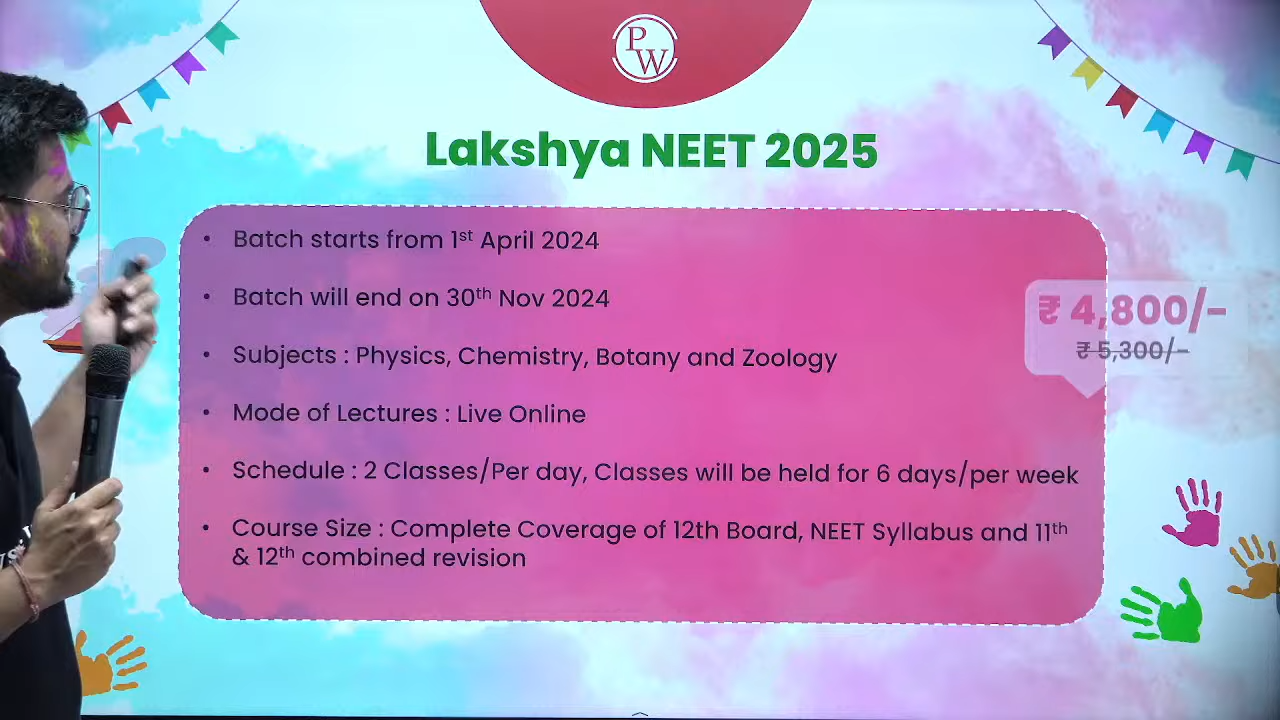 PW
Lakshya NEET 2025
• Batch starts from 1st April 2024
• Batch will end on 30th Nov 2024
₹ 4,800/-
₹ 5,300/-
• Subjects : Physics, Chemistry, Botany and Zoology
• Mode of Lectures : Live Online
• Schedule : 2 Classes/Per day, Classes will be held for 6 days/per week
• Course Size : Complete Coverage of 12th Board, NEET Syllabus and 11th
& 12th combined revision